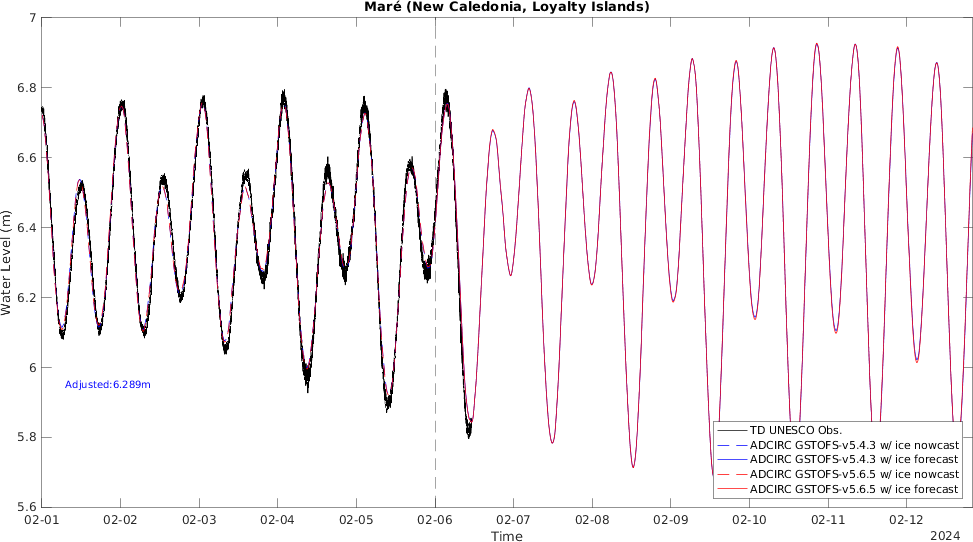 Maré (New Caledonia, Loyalty Islands)
7
6.8
6.6
6.4
6.2
6
5.8
5.6
Water Level (m)
Adjusted:6.289m
TD UNESCO Obs.
ADCIRC GSTOFS-v5.4.3 w/ ice nowcast
ADCIRC GSTOFS-v5.4.3 w/ ice forecast
ADCIRC GSTOFS-v5.6.5 w/ ice nowcast
ADCIRC GSTOFS-v5.6.5 w/ ice forecast
02-01 02-02 02-03 02-04 02-05 02-06 02-07 02-08 02-09 02-10 02-11 02-12
Time
2024